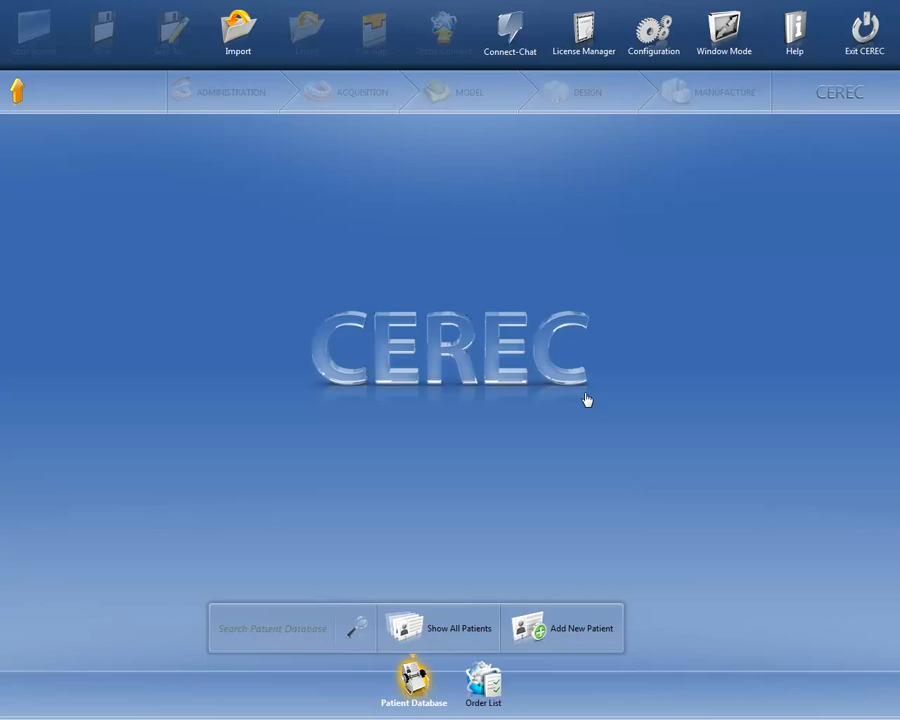 Import
Connect-Chat
License Manager
Configuration
Window Mode
Help
Exit CEREC
ADMINISTRATION
ACQUISITION
MODEL
DESIGN
MANUFACTURE
CEREC
CEREC
Search Patient Database
Show All Patients
Add New Patient
Patient Database
Order List